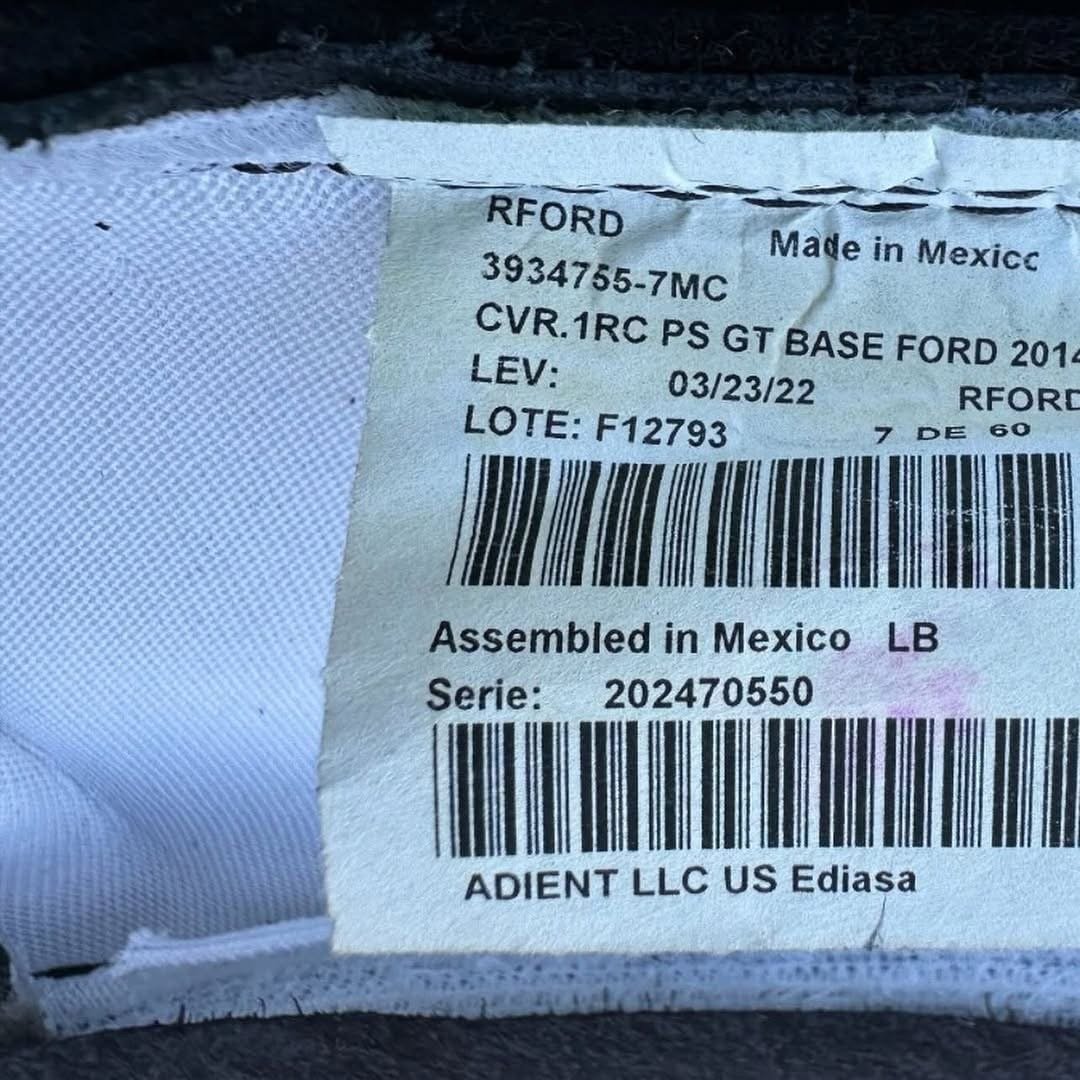 RFORD
Made in Mexico
3934755-7MC
CVR.1RC PS GT BASE FORD 2014
LEV: 03/23/22 RFORD
LOTE: F12793 7 DE 60
Assembled in Mexico LB
Serie: 202470550
ADIENT LLC US Ediasa